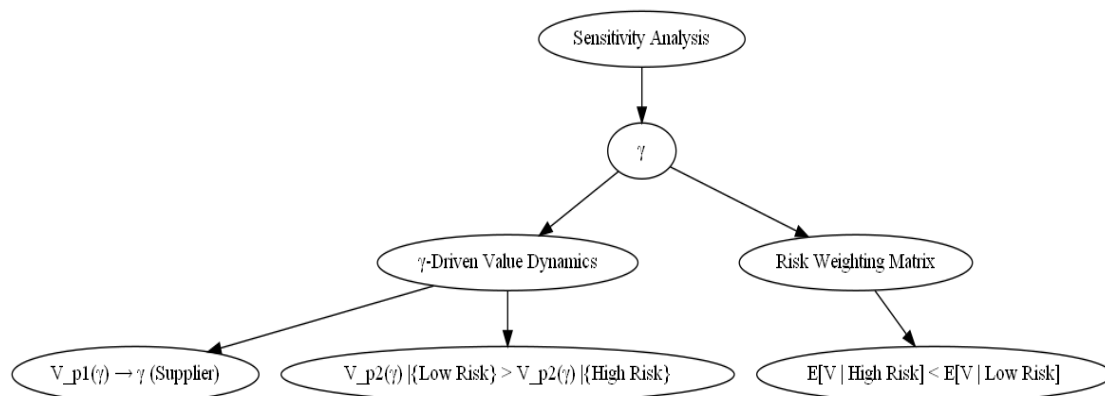 Sensitivity Analysis
γ
γ-Driven Value Dynamics
Risk Weighting Matrix
V_p1(γ) → γ (Supplier)
V_p2(γ) |{Low Risk} > V_p2(γ) |{High Risk}
E[V | High Risk] < E[V | Low Risk]